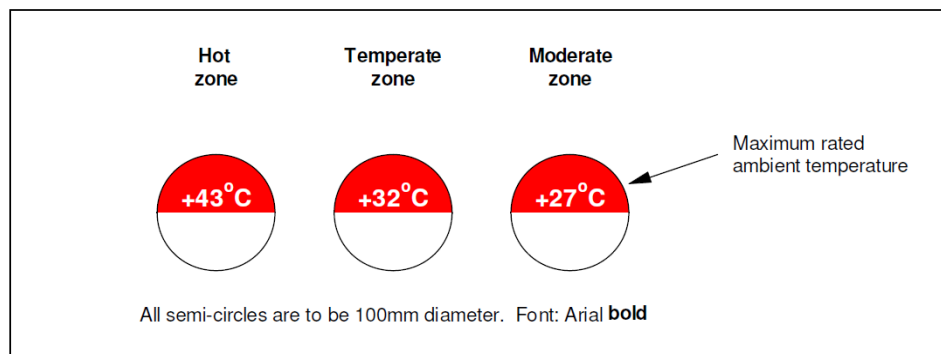 Hot
zone
Temperate
zone
Moderate
zone
Maximum rated
ambient temperature
+43°C
+32°C
+27°C
All semi-circles are to be 100mm diameter. Font: Arial bold